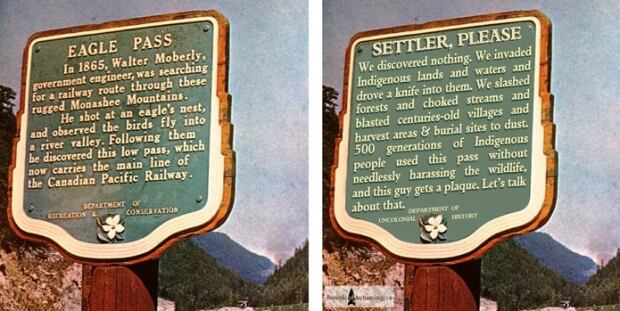 EAGLE PASS
In 1865, Walter Moberly,
government engineer, was searching
for a railway route through these
rugged Monashee Mountains.
He shot at an eagle's nest,
and observed the birds fly into
a river valley. Following them
he discovered this low pass, which
now carries the main line of
the Canadian Pacific Railway.
DEPARTMENT OF
RECREATION & CONSERVATION
SETTLER, PLEASE
We discovered nothing. We invaded
Indigenous lands and waters and
drove a knife into them. We slashed
forests and choked streams and
blasted centuries-old villages and
harvest areas & burial sites to dust.
500 generations of Indigenous
people used this pass without
needlessly harassing the wildlife,
and this guy gets a plaque. Let's talk
about that.
DEPARTMENT OF
UNCOLONIAL HISTORY
RepublicofArchaeology.ca